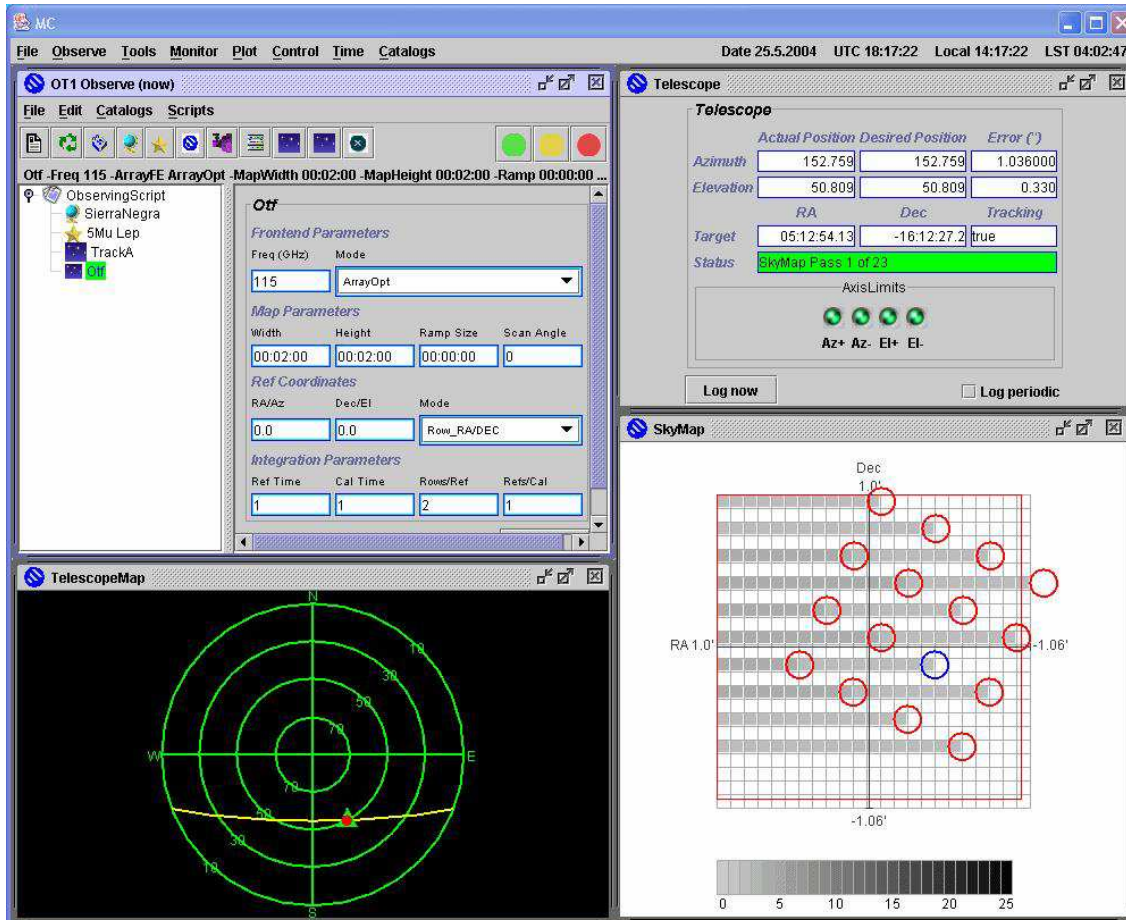 MC
File Observe Tools Monitor Plot Control Time Catalogs Date 25.5.2004 UTC 18:17:22 Local 14:17:22 LST 04:02:47
OT1 Observe (now)
File Edit Catalogs Scripts
Otf -Freq 115 -ArrayFE ArrayOpt -MapWidth 00:02:00 -MapHeight 00:02:00 -Ramp 00:00:00 ...
ObservingScript
SierraNegra
5Mu Lep
TrackA
Otf
Otf
Frontend Parameters
Freq (GHz) Mode
115 ArrayOpt
Map Parameters
Width Height Ramp Size Scan Angle
00:02:00 00:02:00 00:00:00 0
Ref Coordinates
RA/Az Dec/El Mode
0.0 0.0 Row_RA/DEC
Integration Parameters
Ref Time Cal Time Rows/Ref Refs/Cal
1 1 2 1
Telescope
Telescope
Actual Position Desired Position Error (")
Azimuth 152.759 152.759 1.036000
Elevation 50.809 50.809 0.330
RA Dec Tracking
Target 05:12:54.13 -16:12:27.2 true
Status SkyMap Pass 1 of 23
AxisLimits
Az+ Az- El+ El-
Log now Log periodic
TelescopeMap
N
10
30
50
70
W E
70
50
30
10
S
SkyMap
Dec
1.0'
RA 1.0' -1.06'
-1.06'
0 5 10 15 20 25